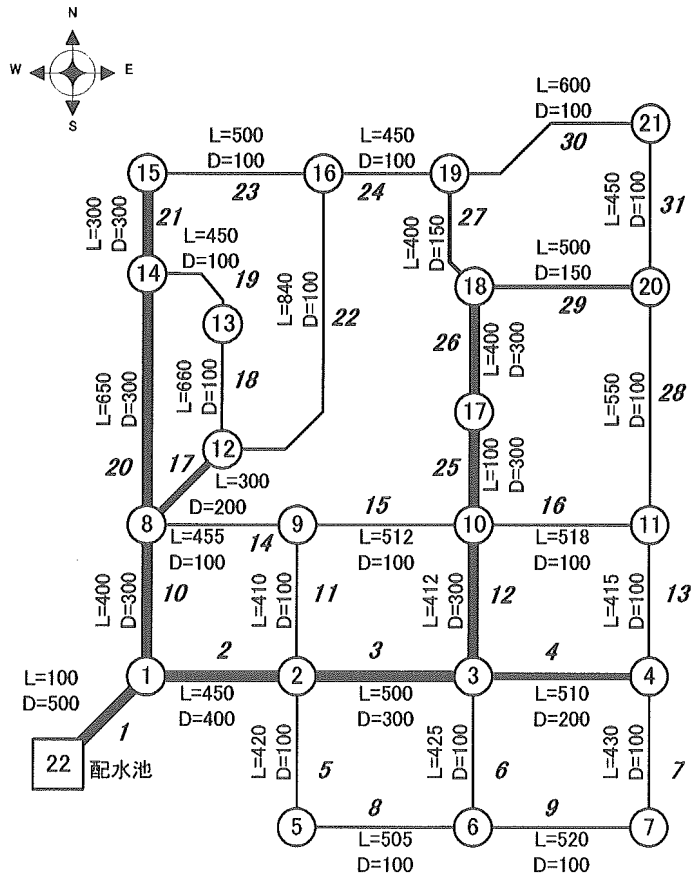 N
W E
S
L=600
D=100
21
30
L=500
D=100
L=450
D=100
15
16
19
23
24
27
31
L=450
D=100
L=300
D=300
21
L=450
D=100
19
L=400
D=150
L=500
D=150
14
18
20
29
L=840
D=100
22
13
26
L=400
D=300
28
L=550
D=100
L=650
D=300
L=660
D=100
18
17
20
17
12
L=300
D=200
25
L=100
D=300
8
9
10
11
15
16
L=455
D=100
14
L=512
D=100
L=518
D=100
L=400
D=300
10
L=410
D=100
11
L=412
D=300
12
L=415
D=100
13
2
3
4
1
2
3
4
L=100
D=500
L=450
D=400
L=500
D=300
L=510
D=200
1
22
配水池
L=420
D=100
5
L=425
D=100
6
L=430
D=100
7
8
9
5
6
7
L=505
D=100
L=520
D=100